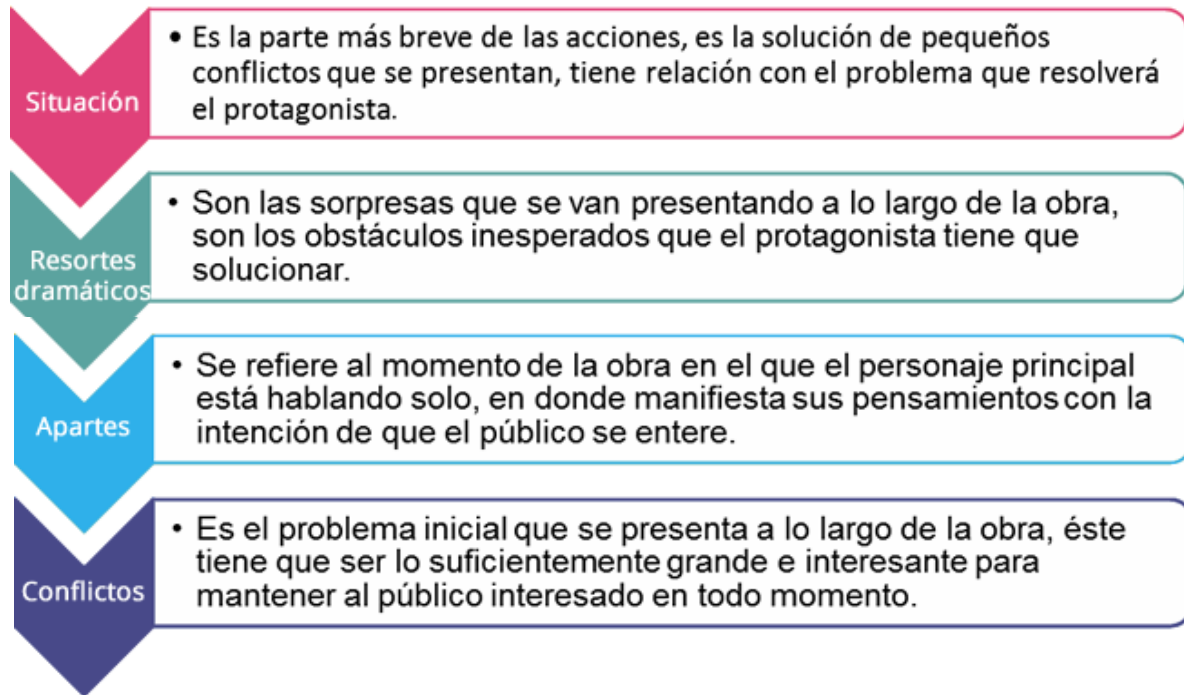 Situación
• Es la parte más breve de las acciones, es la solución de pequeños
conflictos que se presentan, tiene relación con el problema que resolverá
el protagonista.
Resortes
dramáticos
• Son las sorpresas que se van presentando a lo largo de la obra,
son los obstáculos inesperados que el protagonista tiene que
solucionar.
Apartes
• Se refiere al momento de la obra en el que el personaje principal
está hablando solo, en donde manifiesta sus pensamientos con la
intención de que el público se entere.
Conflictos
• Es el problema inicial que se presenta a lo largo de la obra, éste
tiene que ser lo suficientemente grande e interesante para
mantener al público interesado en todo momento.